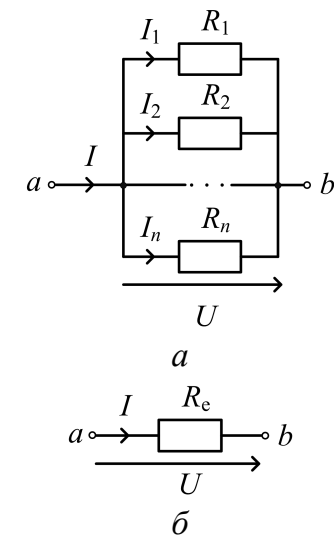 I₁ R₁
I₂ R₂
I
a . . . b
Iₙ Rₙ
U
а
I Rₑ
a b
U
б